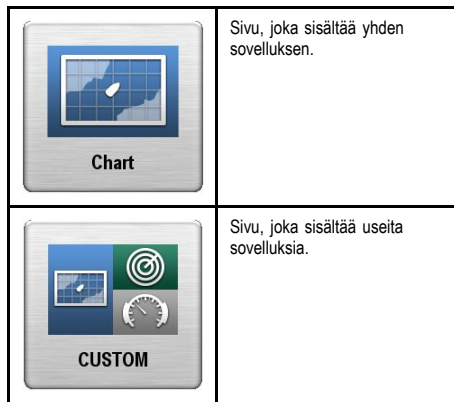 Chart
Sivu, joka sisältää yhden
sovelluksen.
CUSTOM
Sivu, joka sisältää useita
sovelluksia.